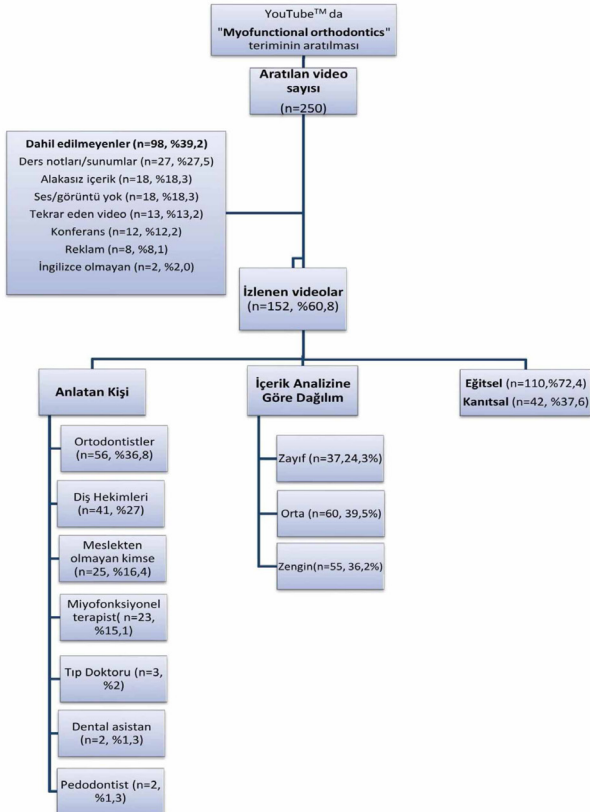 YouTube™ da
"Myofunctional orthodontics"
teriminin aratılması
Aratılan video
sayısı
(n=250)
Dahil edilmeyenler (n=98, %39,2)
Ders notları/sunumlar (n=27, %27,5)
Alakasız içerik (n=18, %18,3)
Ses/görüntü yok (n=18, %18,3)
Tekrar eden video (n=13, %13,2)
Konferans (n=12, %12,2)
Reklam (n=8, %8,1)
İngilizce olmayan (n=2, %2,0)
İzlenen videolar
(n=152, %60,8)
Anlatan Kişi
Ortodontistler
(n=56, %36,8)
Diş Hekimleri
(n=41, %27)
Meslekten
olmayan kimse
(n=25, %16,4)
Miyofonksiyonel
terapist( n=23,
%15,1)
Tıp Doktoru (n=3,
%2)
Dental asistan
(n=2, %1,3)
Pedodontist (n=2,
%1,3)
İçerik Analizine
Göre Dağılım
Zayıf (n=37,24,3%)
Orta (n=60, 39,5%)
Zengin(n=55, 36,2%)
Eğitsel (n=110,%72,4)
Kanıtsal (n=42, %37,6)